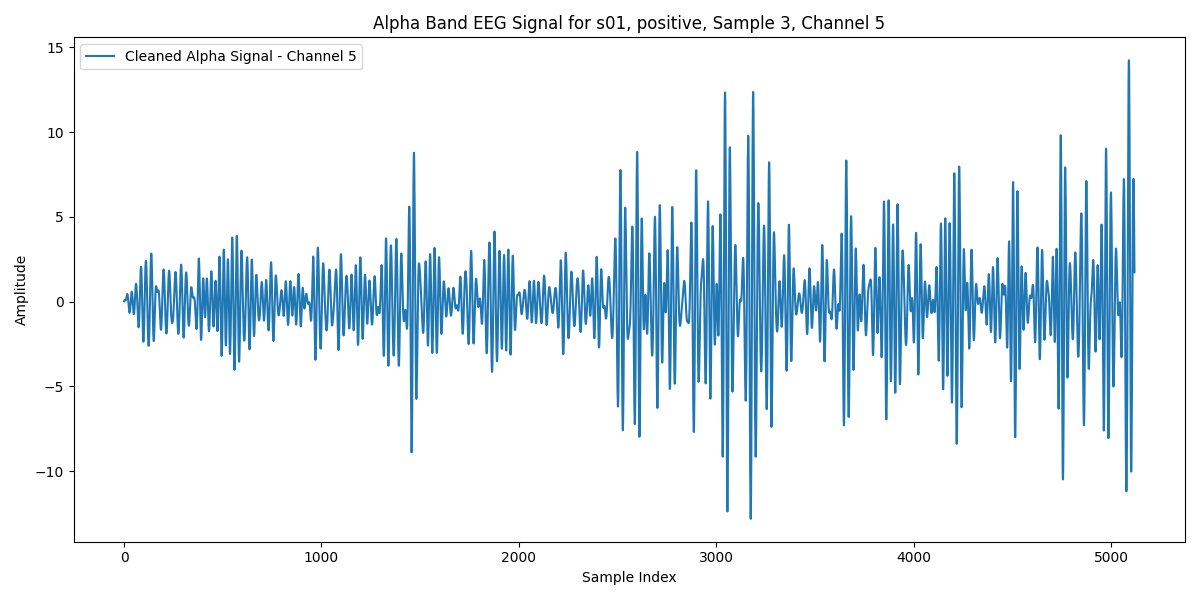 Alpha Band EEG Signal for s01, positive, Sample 3, Channel 5
Cleaned Alpha Signal - Channel 5
Amplitude
15
10
5
0
−5
−10
0 1000 2000 3000 4000 5000
Sample Index